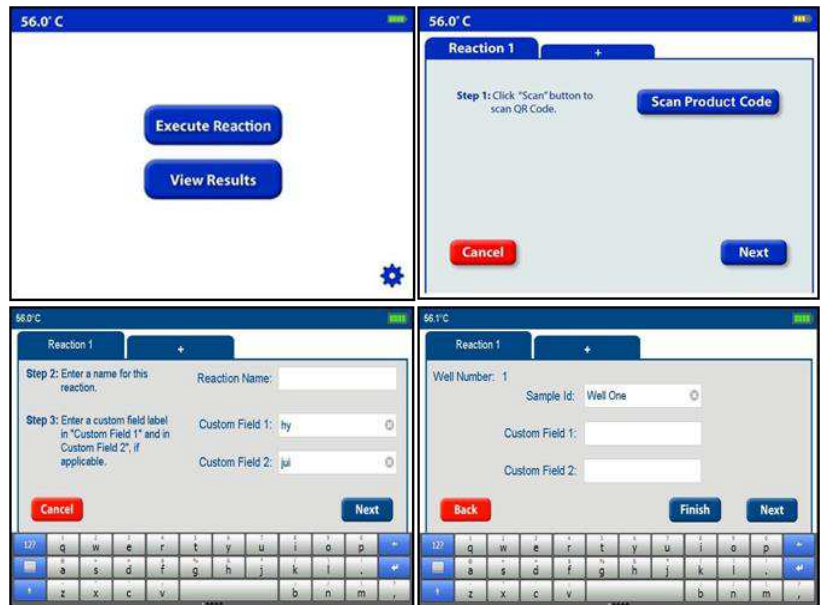 56.0° C
Execute Reaction
View Results
56.0° C
Reaction 1 +
Step 1: Click "Scan" button to
scan QR Code.
Scan Product Code
Cancel Next
56.0°C
Reaction 1 +
Step 2: Enter a name for this
reaction.
Reaction Name:
Step 3: Enter a custom field label
in "Custom Field 1" and in
Custom Field 2", if
applicable.
Custom Field 1: hy
Custom Field 2: jui
Cancel Next
12? q w e r t y u i o p
a s d f g h j k l .
z x c v b n m ,
56.1°C
Reaction 1 +
Well Number: 1
Sample Id: Well One
Custom Field 1:
Custom Field 2:
Back Finish Next
12? q w e r t y u i o p
a s d f g h j k l .
z x c v b n m ,